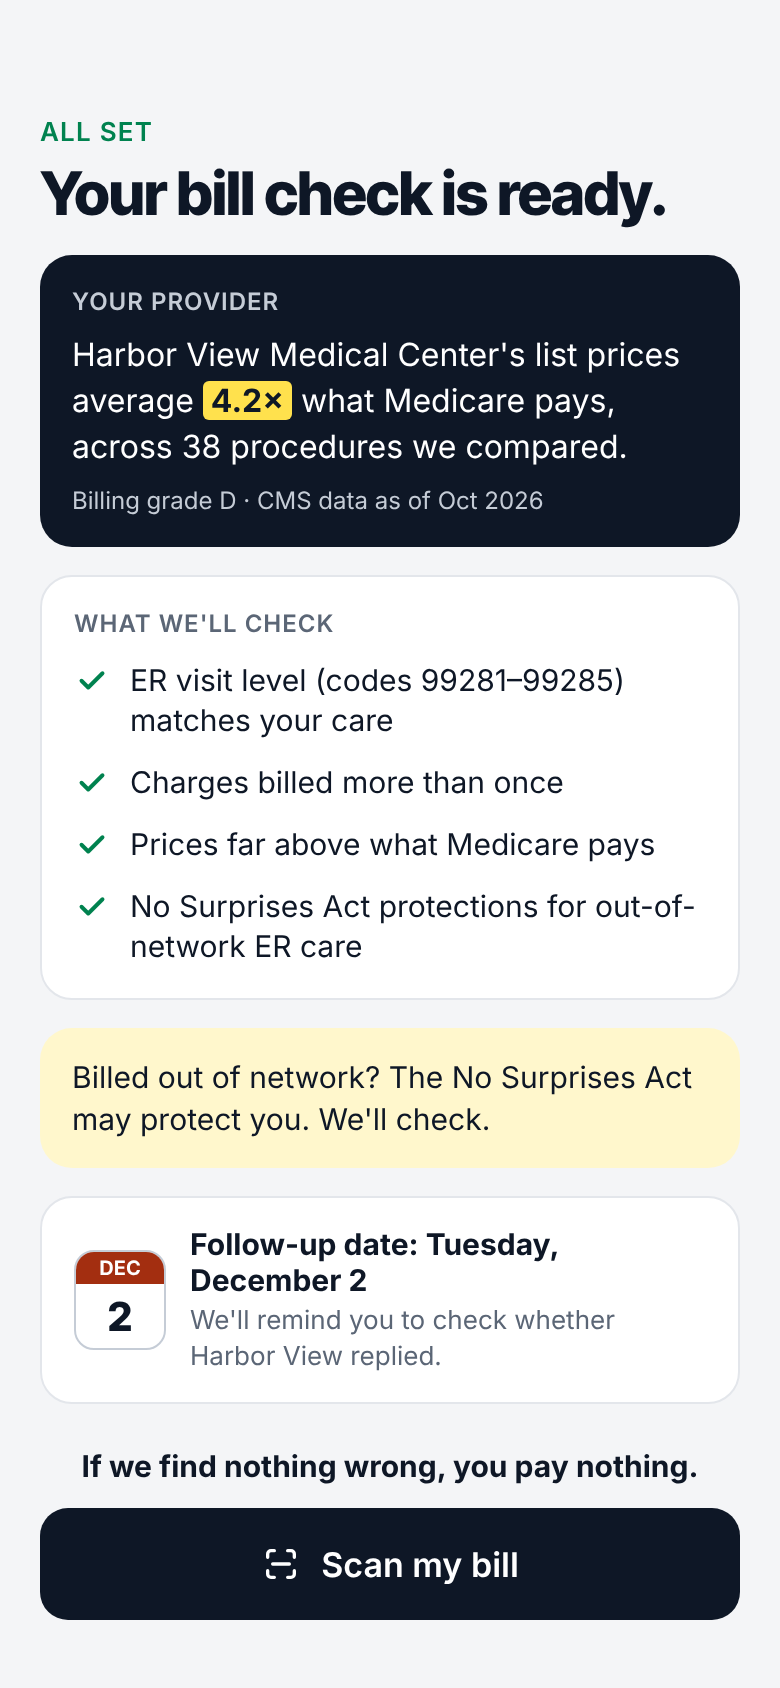 ALL SET
Your bill check is ready.
YOUR PROVIDER
Harbor View Medical Center's list prices
average 4.2× what Medicare pays,
across 38 procedures we compared.
Billing grade D · CMS data as of Oct 2026
WHAT WE'LL CHECK
ER visit level (codes 99281–99285)
matches your care
Charges billed more than once
Prices far above what Medicare pays
No Surprises Act protections for out-of-
network ER care
Billed out of network? The No Surprises Act
may protect you. We'll check.
DEC
2
Follow-up date: Tuesday,
December 2
We'll remind you to check whether
Harbor View replied.
If we find nothing wrong, you pay nothing.
Scan my bill